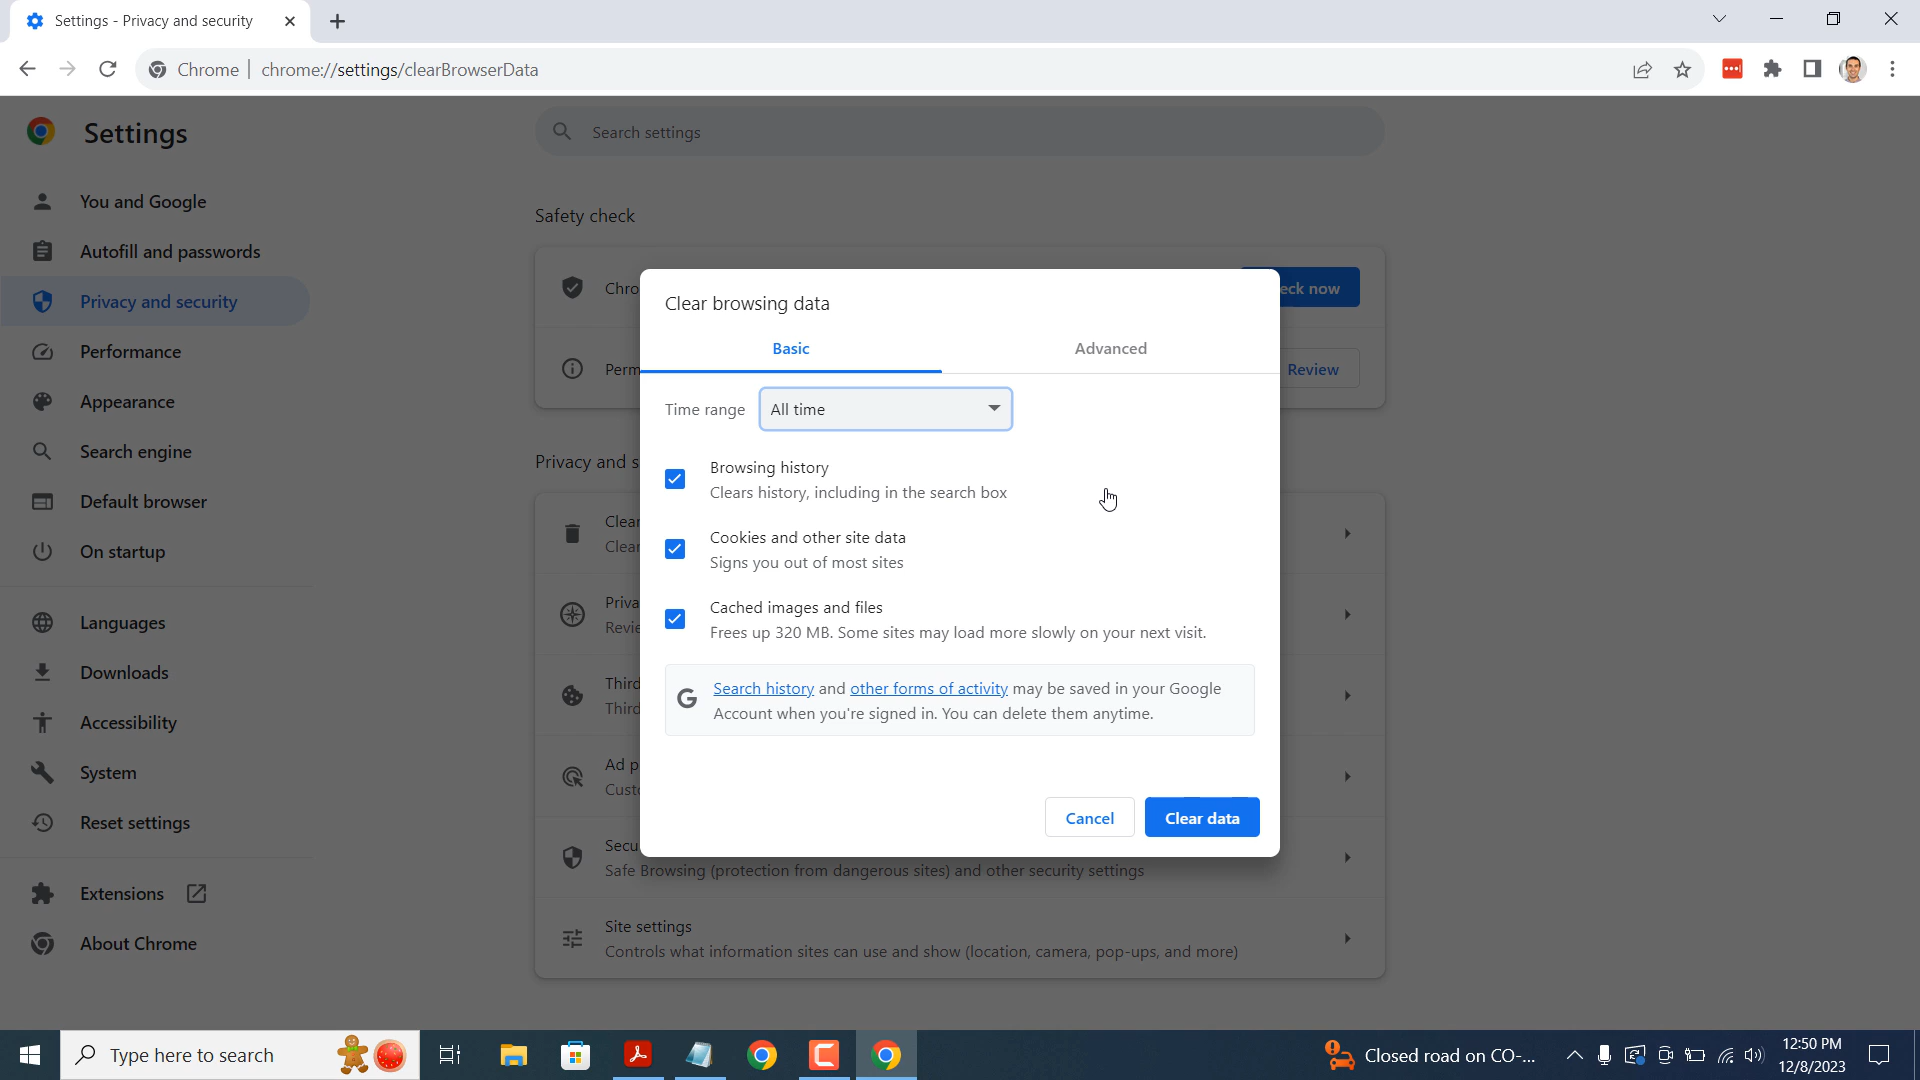 Settings - Privacy and security
Chrome
chrome://settings/clearBrowserData
Settings
Search settings
You and Google
Autofill and passwords
Privacy and security
Performance
Appearance
Search engine
Default browser
On startup
Languages
Downloads
Accessibility
System
Reset settings
Extensions
About Chrome
Safety check
Chro
eck now
Perm
Review
Privacy and s
Clear
Clear
Priva
Revie
Third
Third
Ad p
Custo
Secu
Safe Browsing (protection from dangerous sites) and other security settings
Site settings
Controls what information sites can use and show (location, camera, pop-ups, and more)
Clear browsing data
Basic
Advanced
Time range
All time
Browsing history
Clears history, including in the search box
Cookies and other site data
Signs you out of most sites
Cached images and files
Frees up 320 MB. Some sites may load more slowly on your next visit.
Search history and other forms of activity may be saved in your Google
Account when you're signed in. You can delete them anytime.
Cancel
Clear data
Type here to search
Closed road on CO-...
12:50 PM
12/8/2023